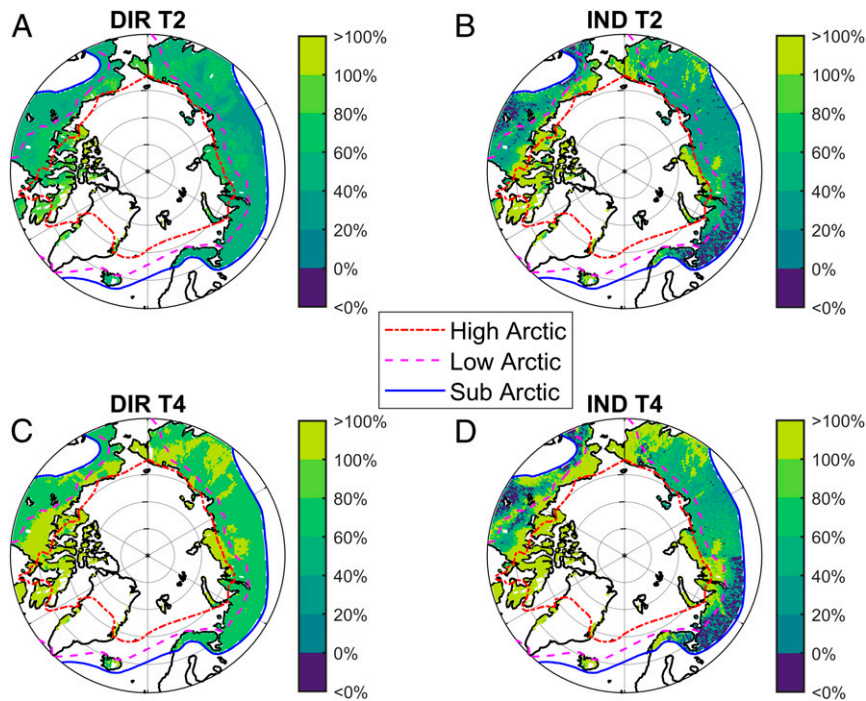 A
DIR T2
>100%
100%
80%
60%
40%
20%
0%
<0%
B
IND T2
>100%
100%
80%
60%
40%
20%
0%
<0%
High Arctic
Low Arctic
Sub Arctic
C
DIR T4
>100%
100%
80%
60%
40%
20%
0%
<0%
D
IND T4
>100%
100%
80%
60%
40%
20%
0%
<0%